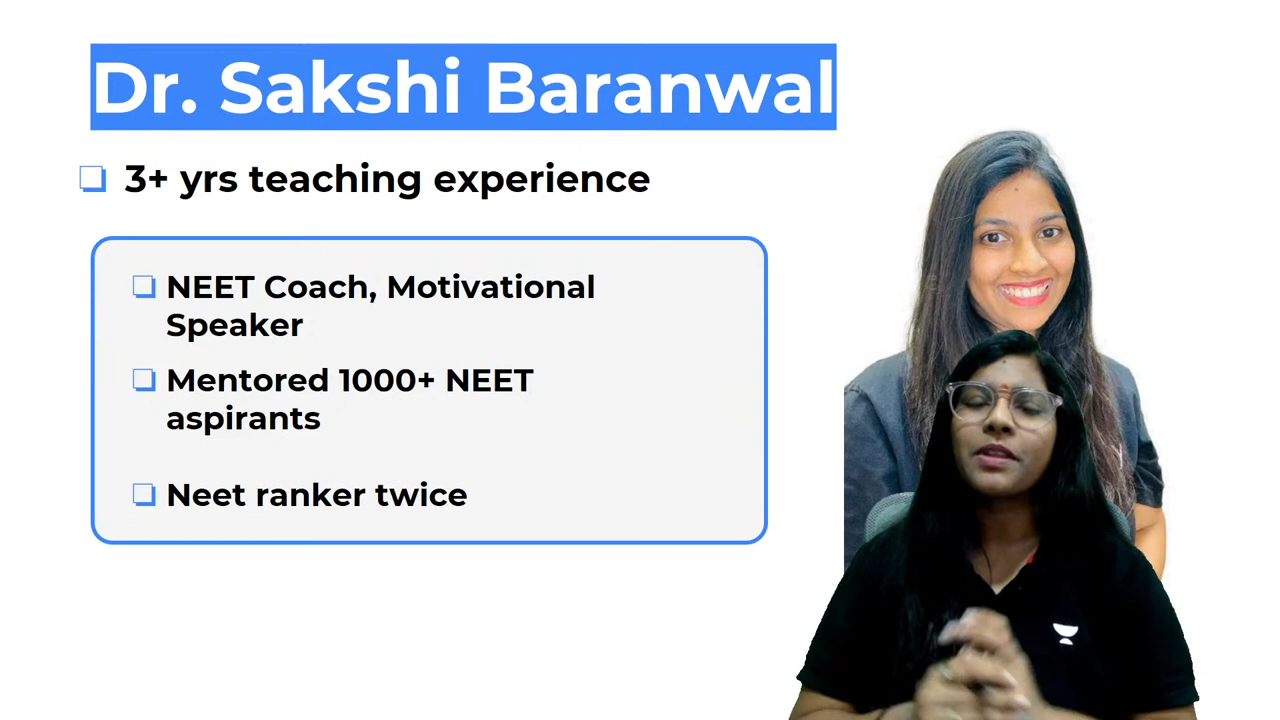 Dr. Sakshi Baranwal
3+ yrs teaching experience
NEET Coach, Motivational
Speaker
Mentored 1000+ NEET
aspirants
Neet ranker twice